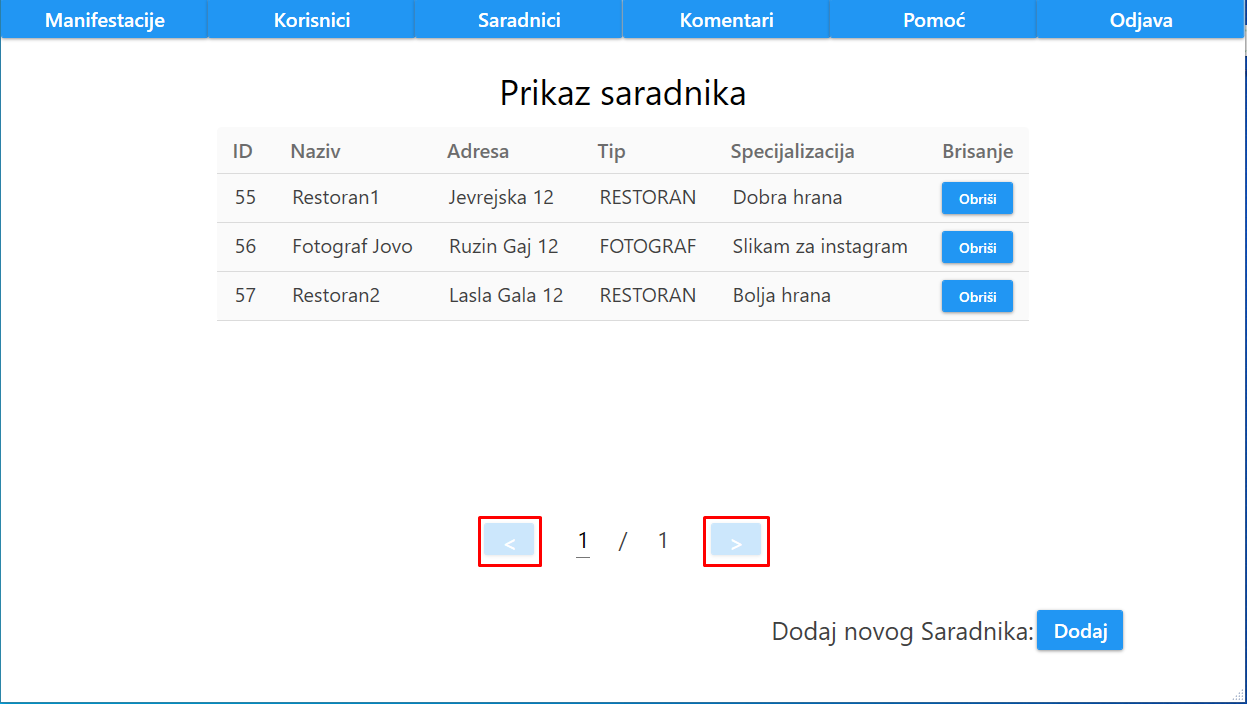 Manifestacije Korisnici Saradnici Komentari Pomoć Odjava
Prikaz saradnika
ID Naziv Adresa Tip Specijalizacija Brisanje
55 Restoran1 Jevrejska 12 RESTORAN Dobra hrana Obriši
56 Fotograf Jovo Ruzin Gaj 12 FOTOGRAF Slikam za instagram Obriši
57 Restoran2 Lasla Gala 12 RESTORAN Bolja hrana Obriši
< 1 / 1 >
Dodaj novog Saradnika: Dodaj